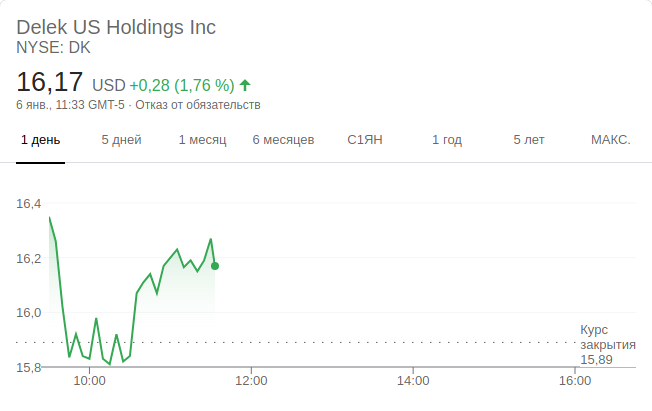 Delek US Holdings Inc
NYSE: DK
16,17 USD +0,28 (1,76 %)
6 янв., 11:33 GMT-5 · Отказ от обязательств
1 день 5 дней 1 месяц 6 месяцев С1ЯН 1 год 5 лет МАКС.
16,4
16,2
16,0
Курс
закрытия
15,89
15,8
10:00 12:00 14:00 16:00